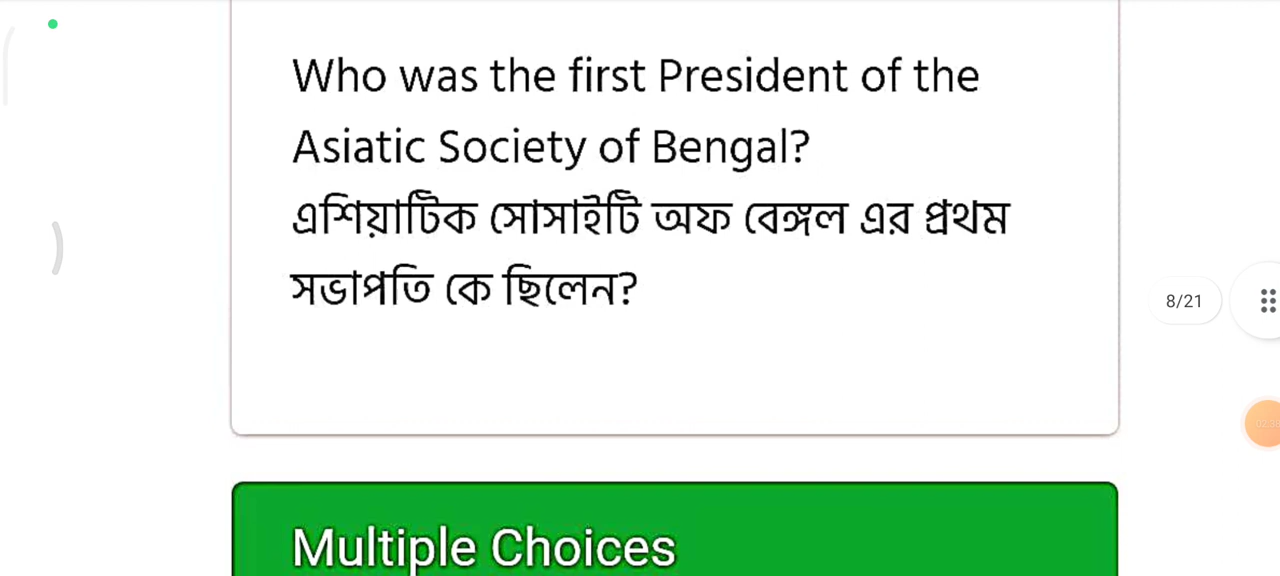 Who was the first President of the
Asiatic Society of Bengal?
এশিয়াটিক সোসাইটি অফ বেঙ্গল এর প্রথম
সভাপতি কে ছিলেন?
8/21
Multiple Choices